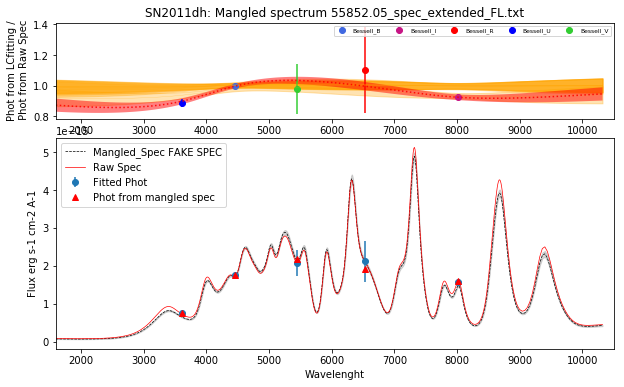 SN2011dh: Mangled spectrum 55852.05_spec_extended_FL.txt
Phot from LCfitting /
Phot from Raw Spec
1.4
1.2
1.0
0.8
Bessell_B
Bessell_I
Bessell_R
Bessell_U
Bessell_V
2000 3000 4000 5000 6000 7000 8000 9000 10000
Flux erg s-1 cm-2 A-1
5
4
3
2
1
0
Mangled_Spec FAKE SPEC
Raw Spec
Fitted Phot
Phot from mangled spec
2000 3000 4000 5000 6000 7000 8000 9000 10000
Wavelenght